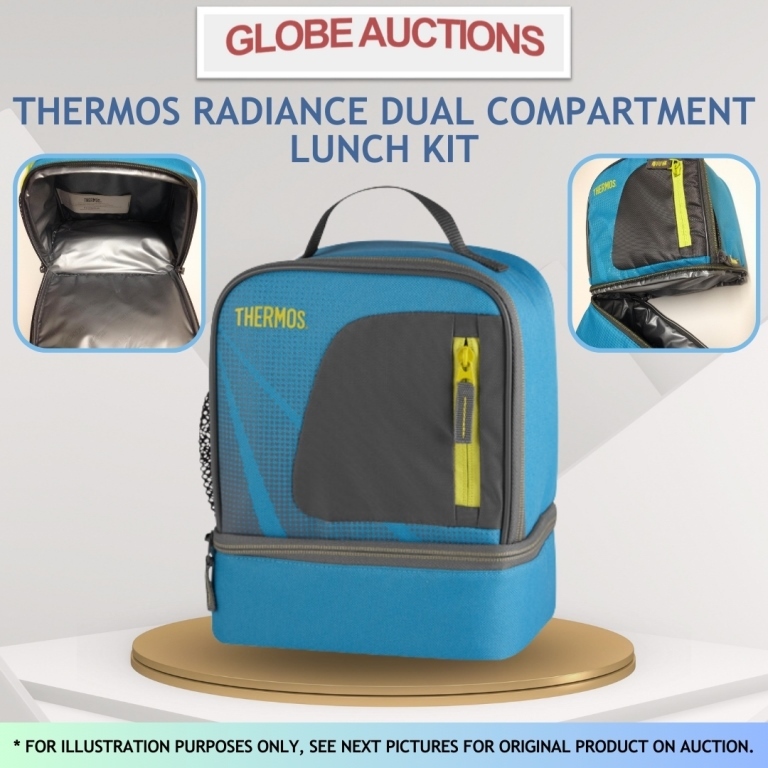 GLOBE AUCTIONS
THERMOS RADIANCE DUAL COMPARTMENT
LUNCH KIT
THERMOS
THERMOS.
* FOR ILLUSTRATION PURPOSES ONLY, SEE NEXT PICTURES FOR ORIGINAL PRODUCT ON AUCTION.